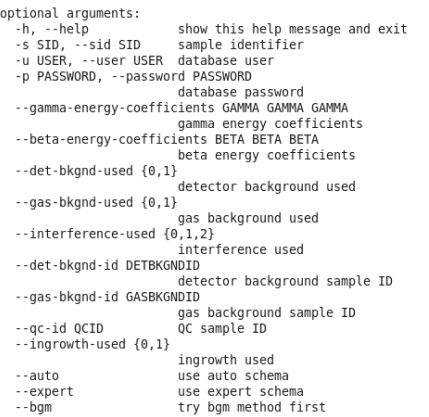 optional arguments:
-h, --help show this help message and exit
-s SID, --sid SID sample identifier
-u USER, --user USER database user
-p PASSWORD, --password PASSWORD
database password
--gamma-energy-coefficients GAMMA GAMMA GAMMA
gamma energy coefficients
--beta-energy-coefficients BETA BETA BETA
beta energy coefficients
--det-bkgnd-used {0,1}
detector background used
--gas-bkgnd-used {0,1}
gas background used
--interference-used {0,1,2}
interference used
--det-bkgnd-id DETBKGNDID
detector background sample ID
--gas-bkgnd-id GASBKGNDID
gas background sample ID
--qc-id QCID QC sample ID
--ingrowth-used {0,1}
ingrowth used
--auto use auto schema
--expert use expert schema
--bgm try bgm method first